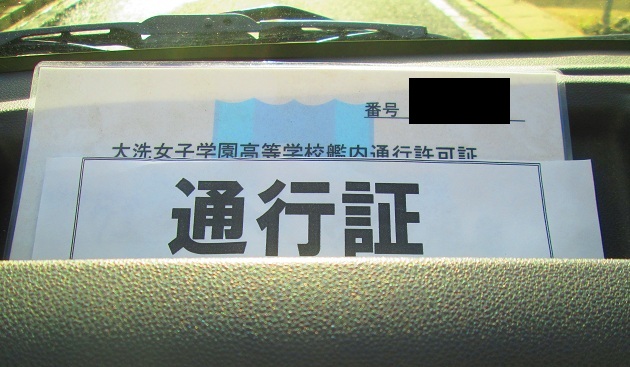 番号
大洗女子学園高等学校艦内通行許可証
通行証